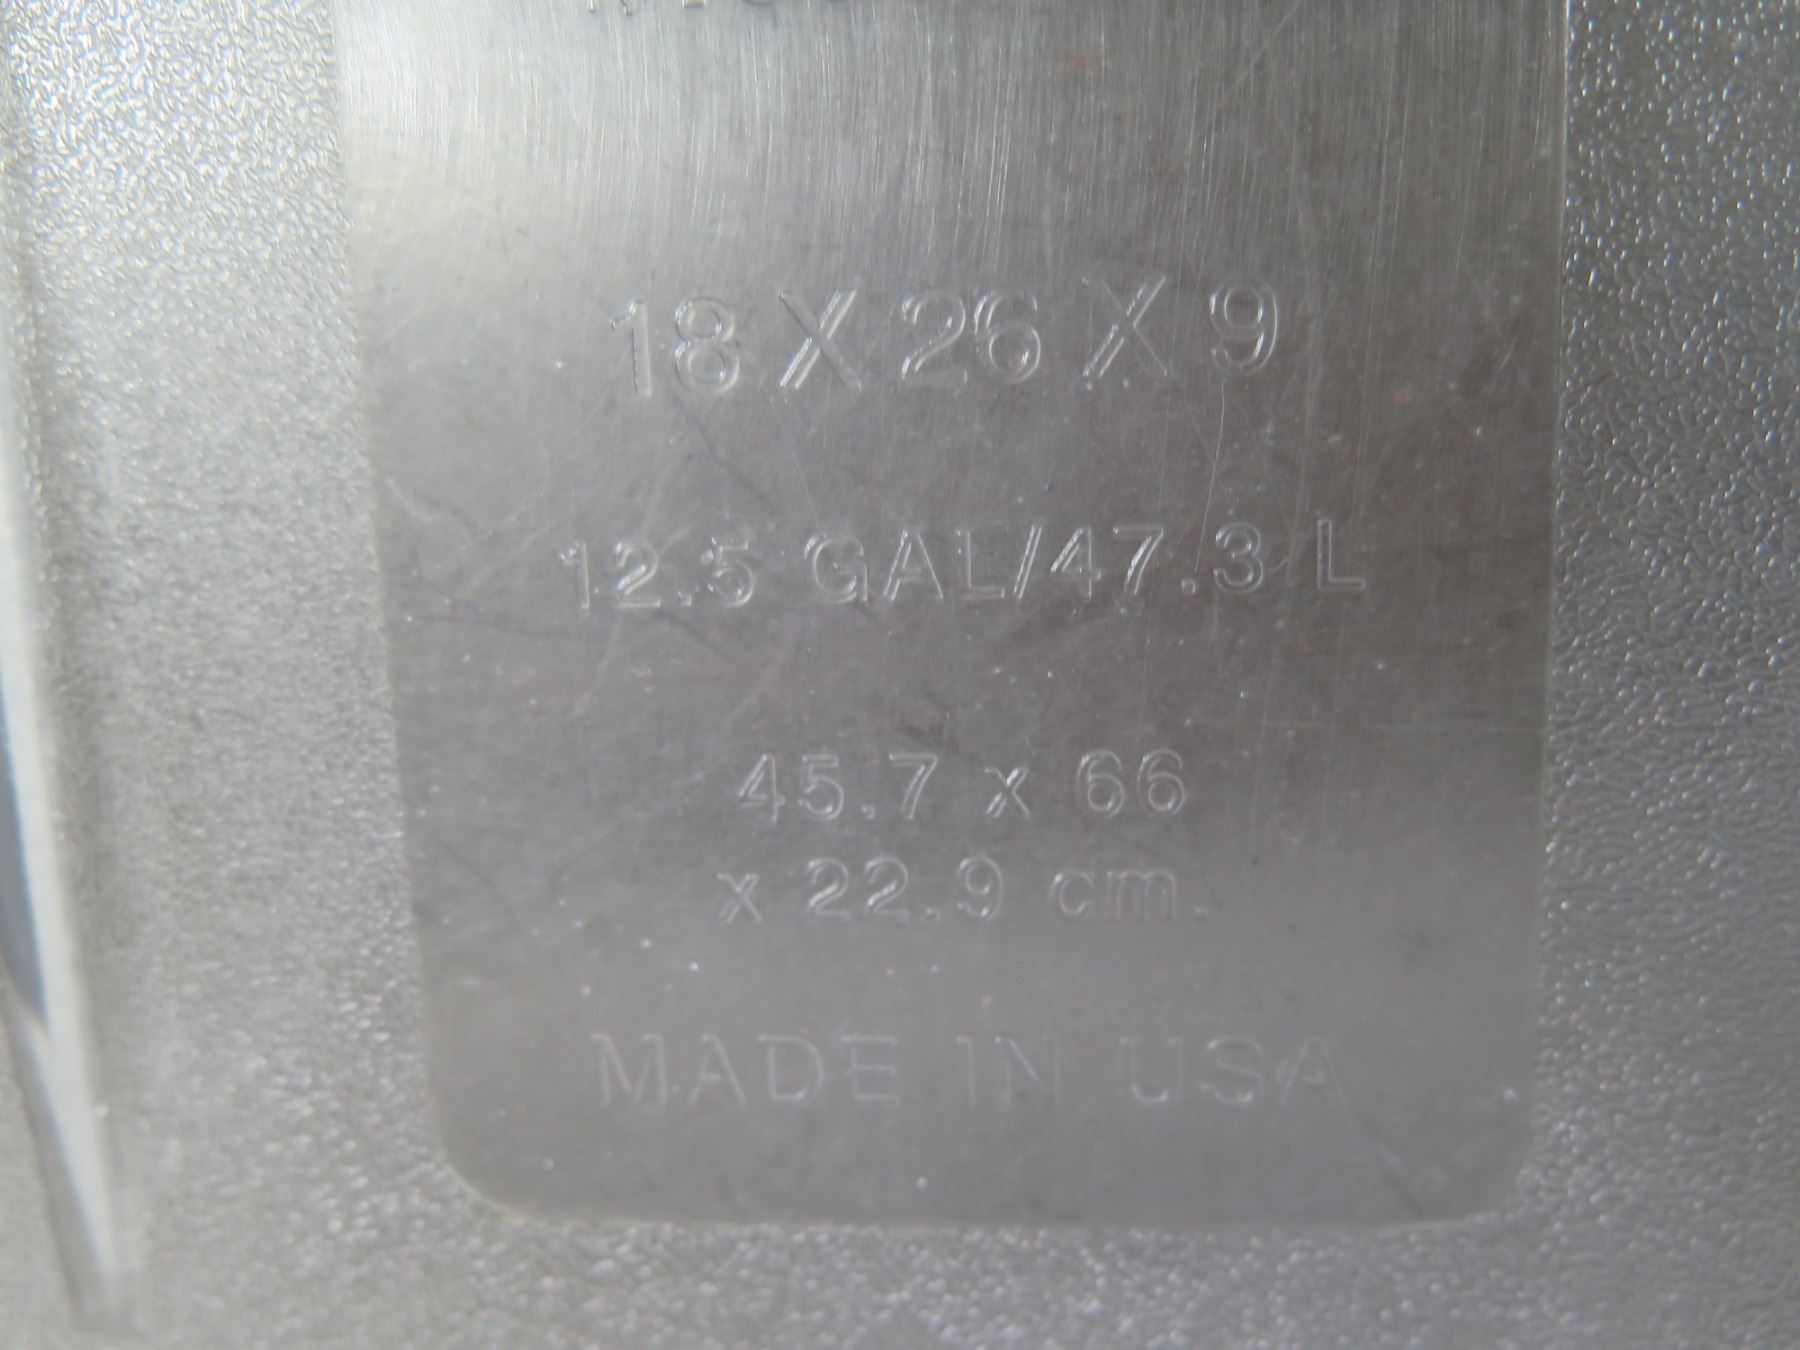 18 X 26 X 9
12.5 GAL/47.3 L
45.7 x 66
x 22.9 cm.
MADE IN USA